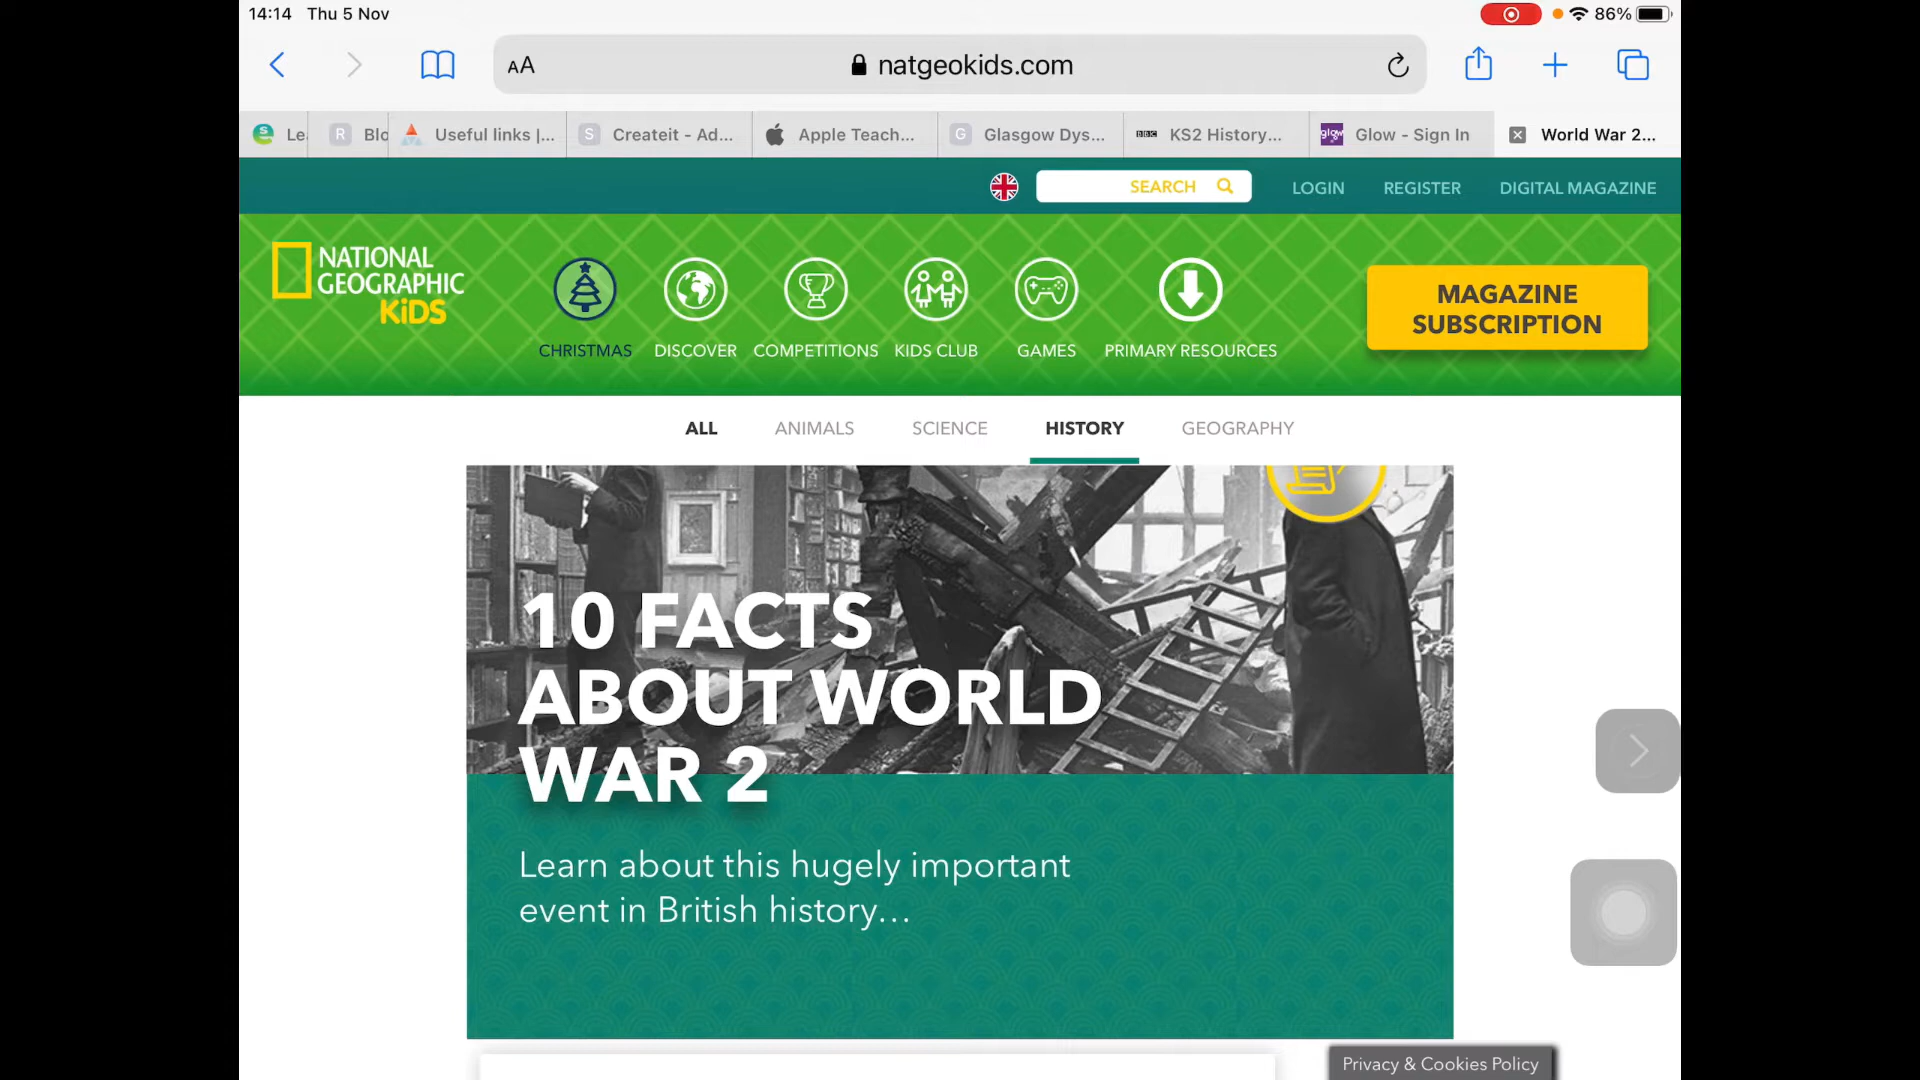 14:14 Thu 5 Nov
86%
AA
natgeokids.com
Le
Blo
Useful links |...
Createit - Ad...
Apple Teach...
Glasgow Dys...
KS2 History...
Glow - Sign In
World War 2...
SEARCH
LOGIN
REGISTER
DIGITAL MAGAZINE
NATIONAL
GEOGRAPHIC
KiDS
CHRISTMAS
DISCOVER
COMPETITIONS
KIDS CLUB
GAMES
PRIMARY RESOURCES
MAGAZINE
SUBSCRIPTION
ALL
ANIMALS
SCIENCE
HISTORY
GEOGRAPHY
10 FACTS
ABOUT WORLD
WAR 2
Learn about this hugely important
event in British history...
Privacy & Cookies Policy